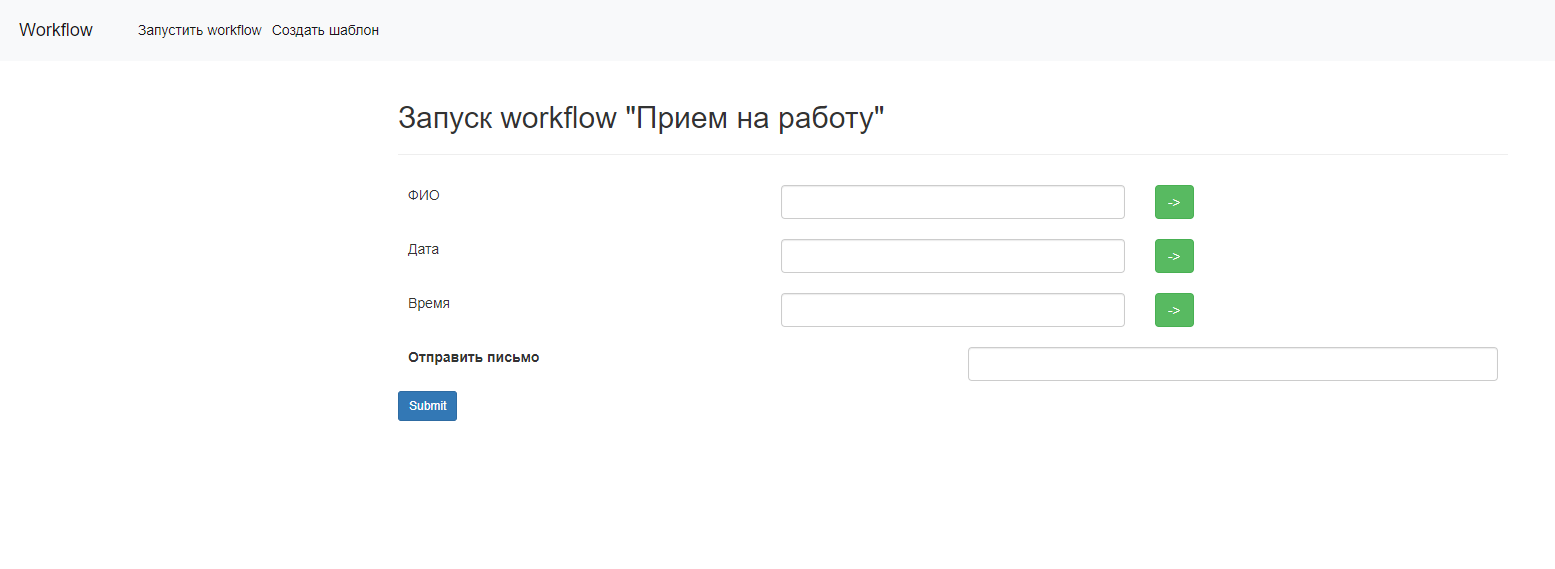 Workflow Запустить workflow Создать шаблон
Запуск workflow "Прием на работу"
ФИО ->
Дата ->
Время ->
Отправить письмо
Submit